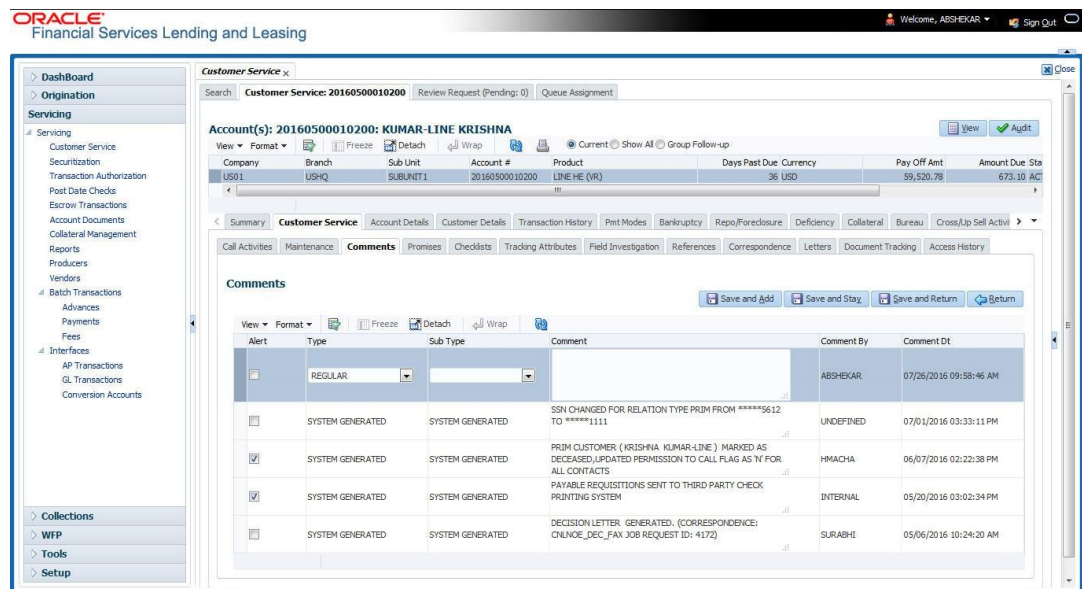 ORACLE®
Financial Services Lending and Leasing
Welcome, ABSHEKAR
Sign Out
DashBoard
Origination
Servicing
Servicing
Customer Service
Securitization
Transaction Authorization
Post Date Checks
Escrow Transactions
Account Documents
Collateral Management
Reports
Producers
Vendors
Batch Transactions
Advances
Payments
Fees
Interfaces
AP Transactions
GL Transactions
Conversion Accounts
Collections
WFP
Tools
Setup
Customer Service
Close
Search Customer Service: 20160500010200 Review Request (Pending: 0) Queue Assignment
Account(s): 20160500010200: KUMAR-LINE KRISHNA
View Audit
View Format Freeze Detach Wrap Current Show All Group Follow-up
Company Branch Sub Unit Account # Product Days Past Due Currency Pay Off Amt Amount Due Sta
US01 USHQ SUBUNIT1 20160500010200 LINE HE (VR) 36 USD 59,520.78 673.10 ACT
Summary Customer Service Account Details Customer Details Transaction History Pmt Modes Bankruptcy Repo/Foreclosure Deficiency Collateral Bureau Cross/Up Sell Activi
Call Activities Maintenance Comments Promises Checklists Tracking Attributes Field Investigation References Correspondence Letters Document Tracking Access History
Comments
Save and Add Save and Stay Save and Return Return
View Format Freeze Detach Wrap
Alert Type Sub Type Comment Comment By Comment Dt
REGULAR ABSHEKAR 07/26/2016 09:58:46 AM
SSN CHANGED FOR RELATION TYPE PRIM FROM *****5612
TO *****1111
SYSTEM GENERATED SYSTEM GENERATED UNDEFINED 07/01/2016 03:33:11 PM
PRIM CUSTOMER ( KRISHNA KUMAR-LINE ) MARKED AS
DECEASED,UPDATED PERMISSION TO CALL FLAG AS 'N' FOR
ALL CONTACTS
SYSTEM GENERATED SYSTEM GENERATED HMACHA 06/07/2016 02:22:38 PM
PAYABLE REQUISITIONS SENT TO THIRD PARTY CHECK
PRINTING SYSTEM
SYSTEM GENERATED SYSTEM GENERATED INTERNAL 05/20/2016 03:02:34 PM
DECISION LETTER GENERATED. (CORRESPONDENCE:
CNLNOE_DEC_FAX JOB REQUEST ID: 4172)
SYSTEM GENERATED SYSTEM GENERATED SURABHI 05/06/2016 10:24:20 AM